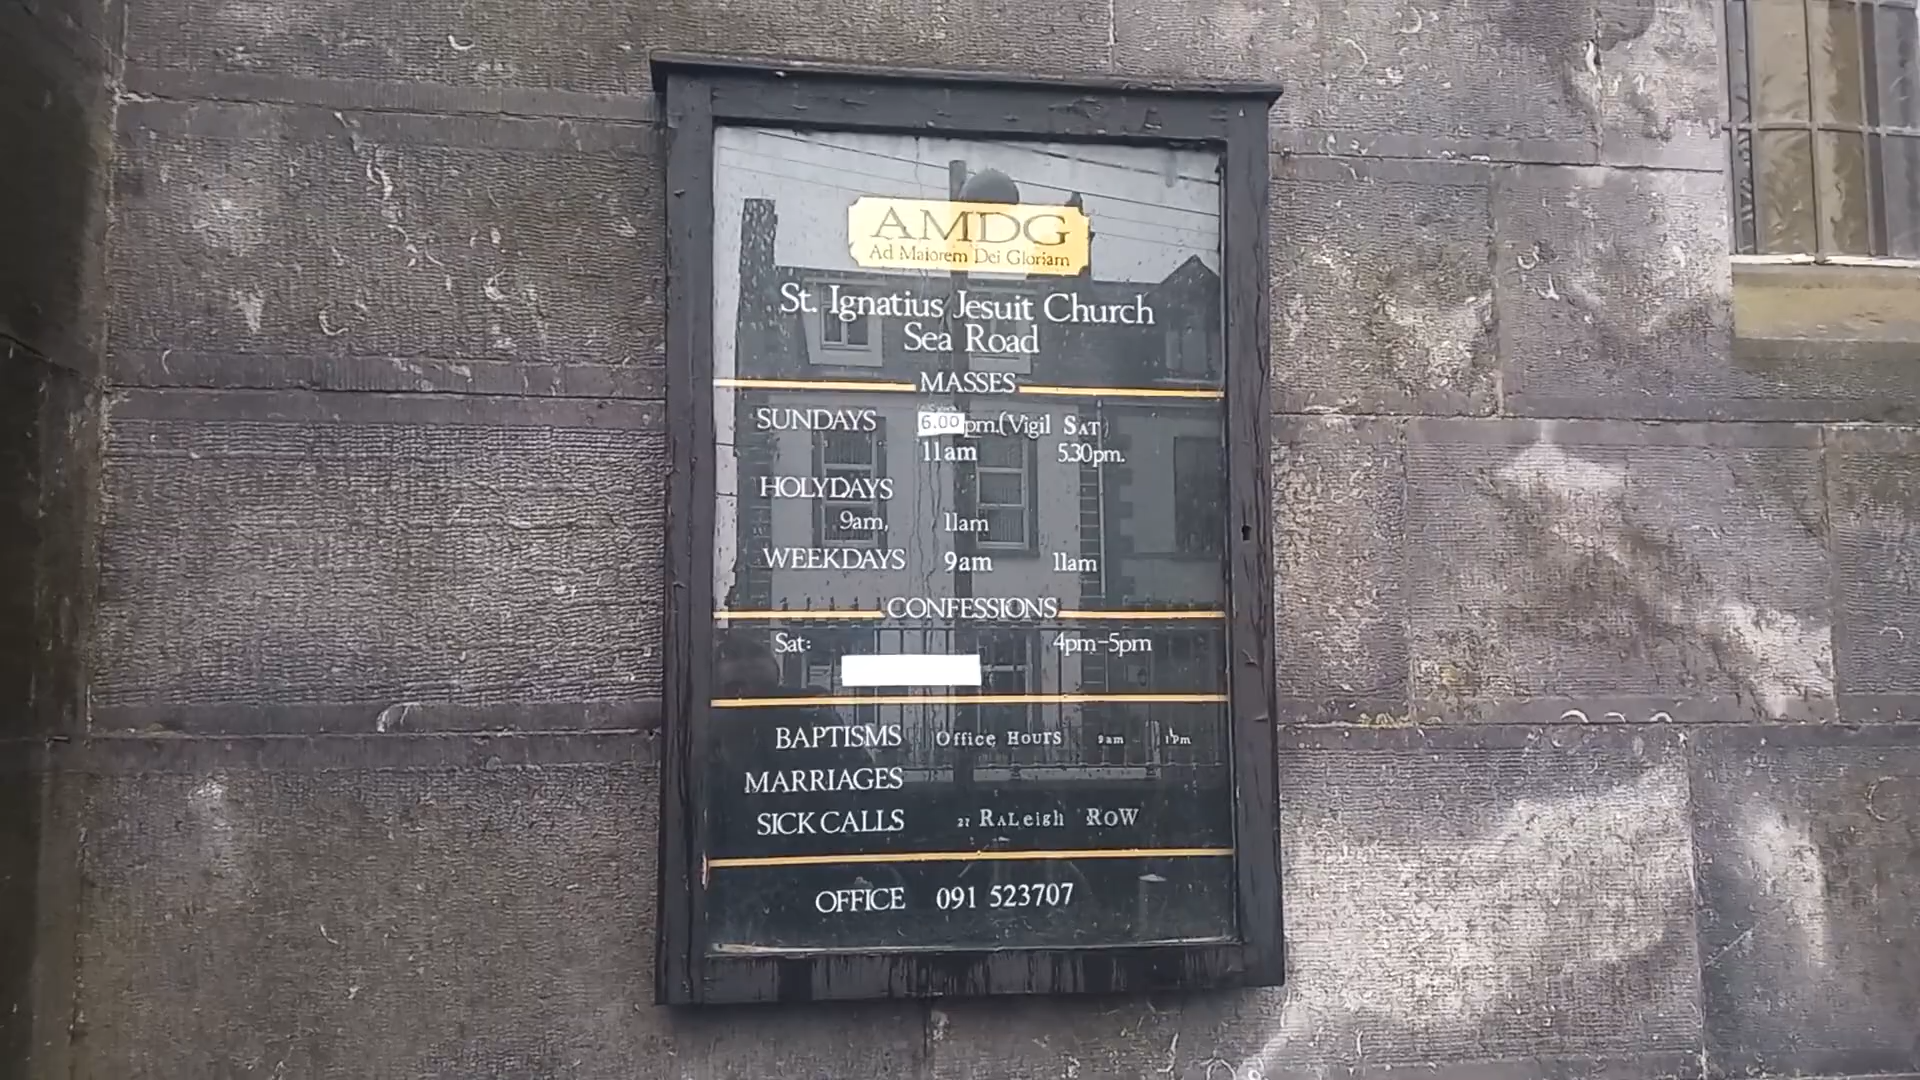 AMDG
Ad Maiorem Dei Gloriam
St. Ignatius Jesuit Church
Sea Road
MASSES
SUNDAYS 6.00 pm.(Vigil SAT)
11am 5.30pm.
HOLYDAYS
9am, 11am
WEEKDAYS 9am 11am
CONFESSIONS
Sat: 4pm-5pm
BAPTISMS Office Hours 9am 1pm
MARRIAGES
SICK CALLS 27 RALeigh ROW
OFFICE 091 523707